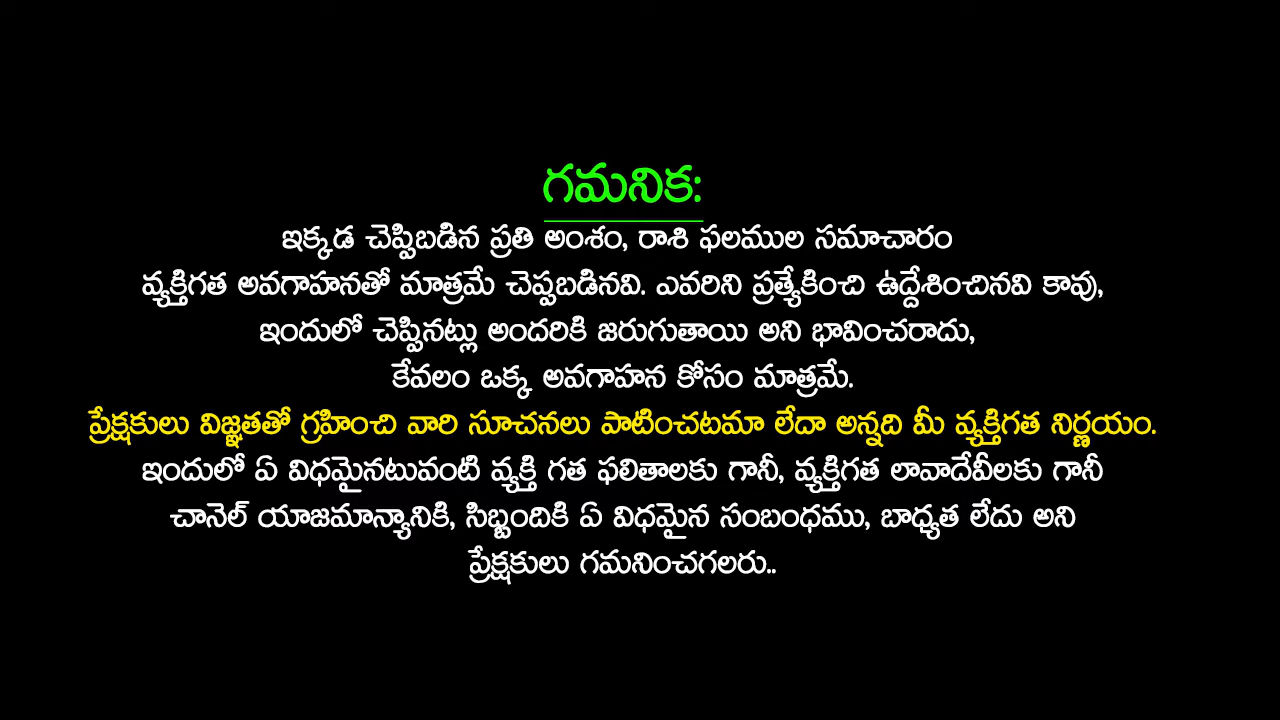 గమనిక:
ఇక్కడ చెప్పిబడిన ప్రతి అంశం, రాశి ఫలముల సమాచారం
వ్యక్తిగత అవగాహనతో మాత్రమే చెప్పబడినవి. ఎవరిని ప్రత్యేకించి ఉద్దేశించినవి కావు,
ఇందులో చెప్పినట్లు అందరికి జరుగుతాయి అని భావించరాదు,
కేవలం ఒక్క అవగాహన కోసం మాత్రమే.
ప్రేక్షకులు విజ్ఞతతో గ్రహించి వారి సూచనలు పాటించటమా లేదా అన్నది మీ వ్యక్తిగత నిర్ణయం.
ఇందులో ఏ విధమైనటువంటి వ్యక్తి గత ఫలితాలకు గానీ, వ్యక్తిగత లావాదేవీలకు గానీ
చానెల్ యాజమాన్యానికి, సిబ్బందికి ఏ విధమైన సంబంధము, బాధ్యత లేదు అని
ప్రేక్షకులు గమనించగలరు..